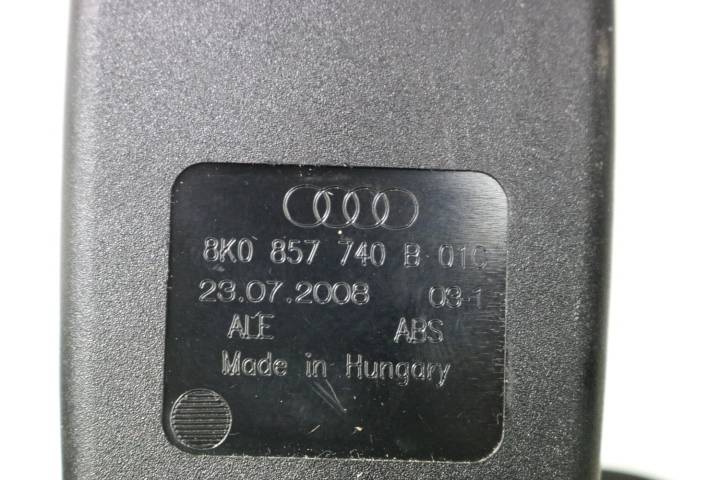 8K0 857 740 B 01C
23.07.2008 03-1
ALE ABS
Made in Hungary